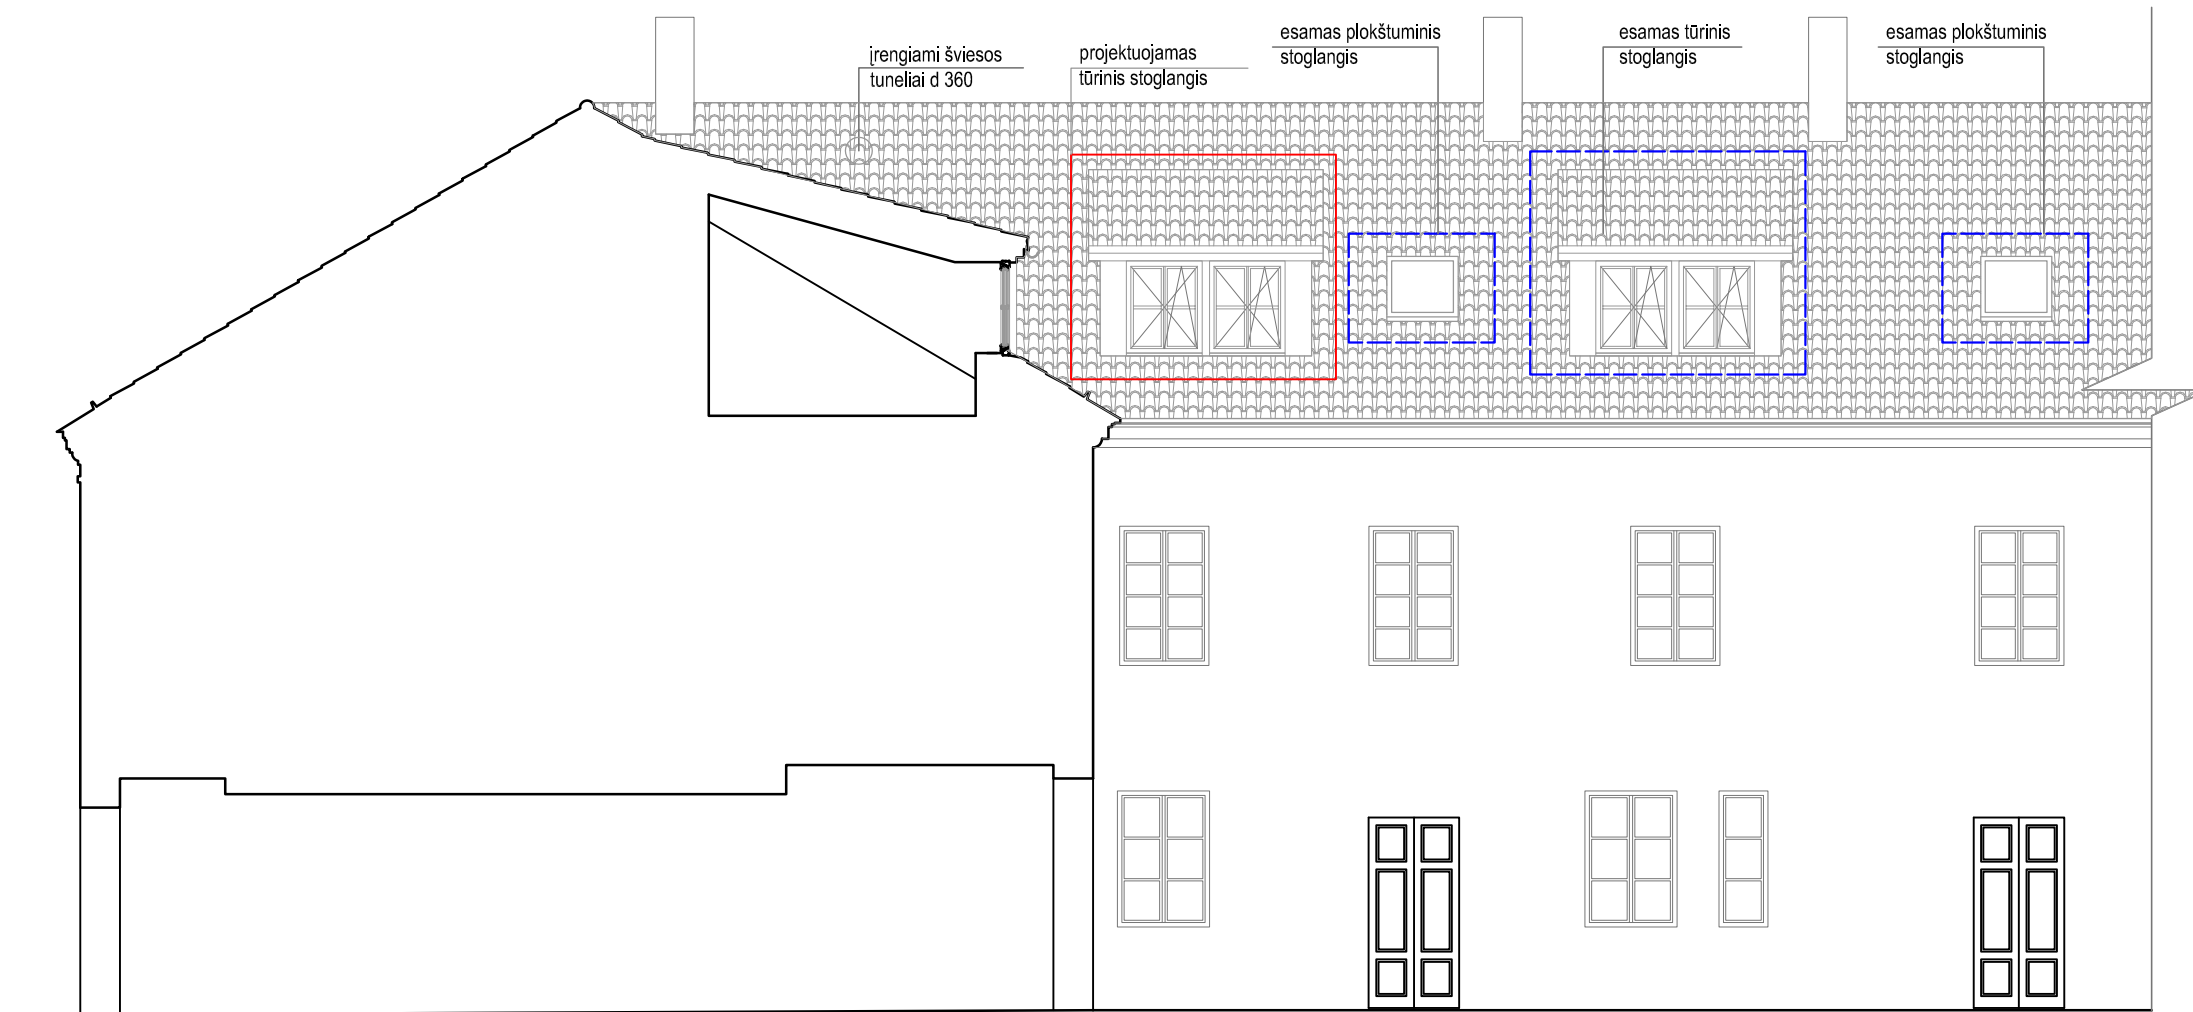 įrengiami šviesos
tuneliai d 360
projektuojamas
tūrinis stoglangis
esamas plokštuminis
stoglangis
esamas tūrinis
stoglangis
esamas plokštuminis
stoglangis